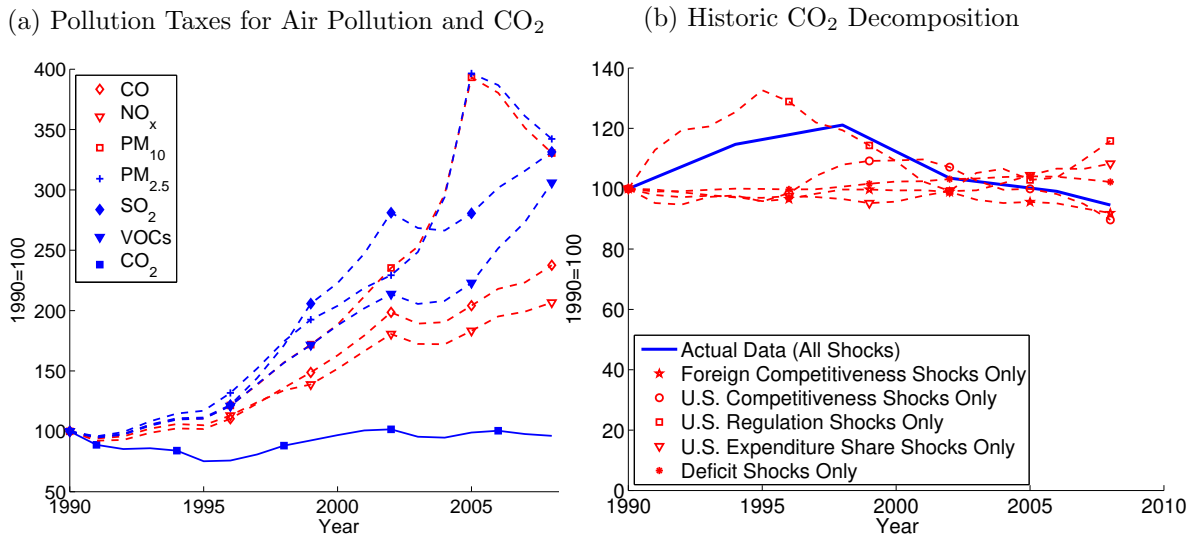 (a) Pollution Taxes for Air Pollution and CO₂
400
350
300
250
200
150
100
50
1990=100
CO
NOₓ
PM₁₀
PM₂.₅
SO₂
VOCs
CO₂
1990
1995
2000
2005
Year
(b) Historic CO₂ Decomposition
140
120
100
80
60
40
20
0
1990=100
Actual Data (All Shocks)
Foreign Competitiveness Shocks Only
U.S. Competitiveness Shocks Only
U.S. Regulation Shocks Only
U.S. Expenditure Share Shocks Only
Deficit Shocks Only
1990
1995
2000
2005
2010
Year